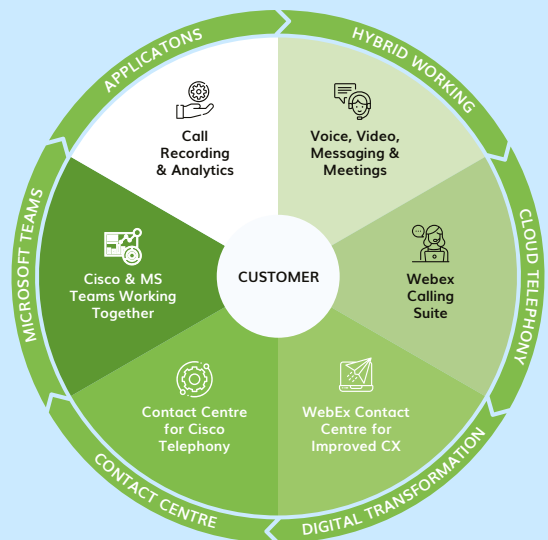 APPLICATONS
HYBRID WORKING
CLOUD TELEPHONY
DIGITAL TRANSFORMATION
CONTACT CENTRE
MICROSOFT TEAMS
Call
Recording
& Analytics
Voice, Video,
Messaging &
Meetings
Webex
Calling
Suite
WebEx Contact
Centre for
Improved CX
Contact Centre
for Cisco
Telephony
Cisco & MS
Teams Working
Together
CUSTOMER